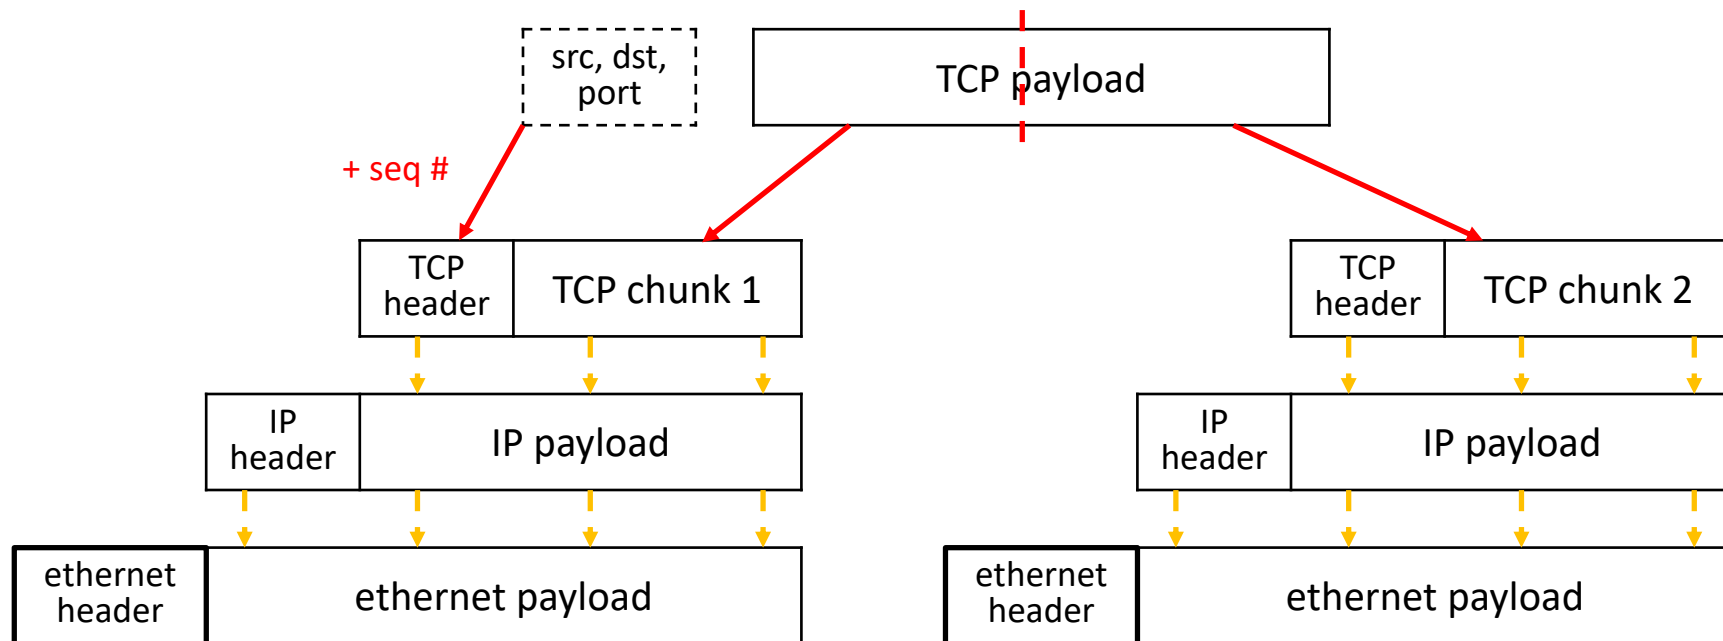 src, dst,
port
TCP payload
+ seq #
TCP
header
TCP chunk 1
TCP
header
TCP chunk 2
IP
header
IP payload
IP
header
IP payload
ethernet
header
ethernet payload
ethernet
header
ethernet payload